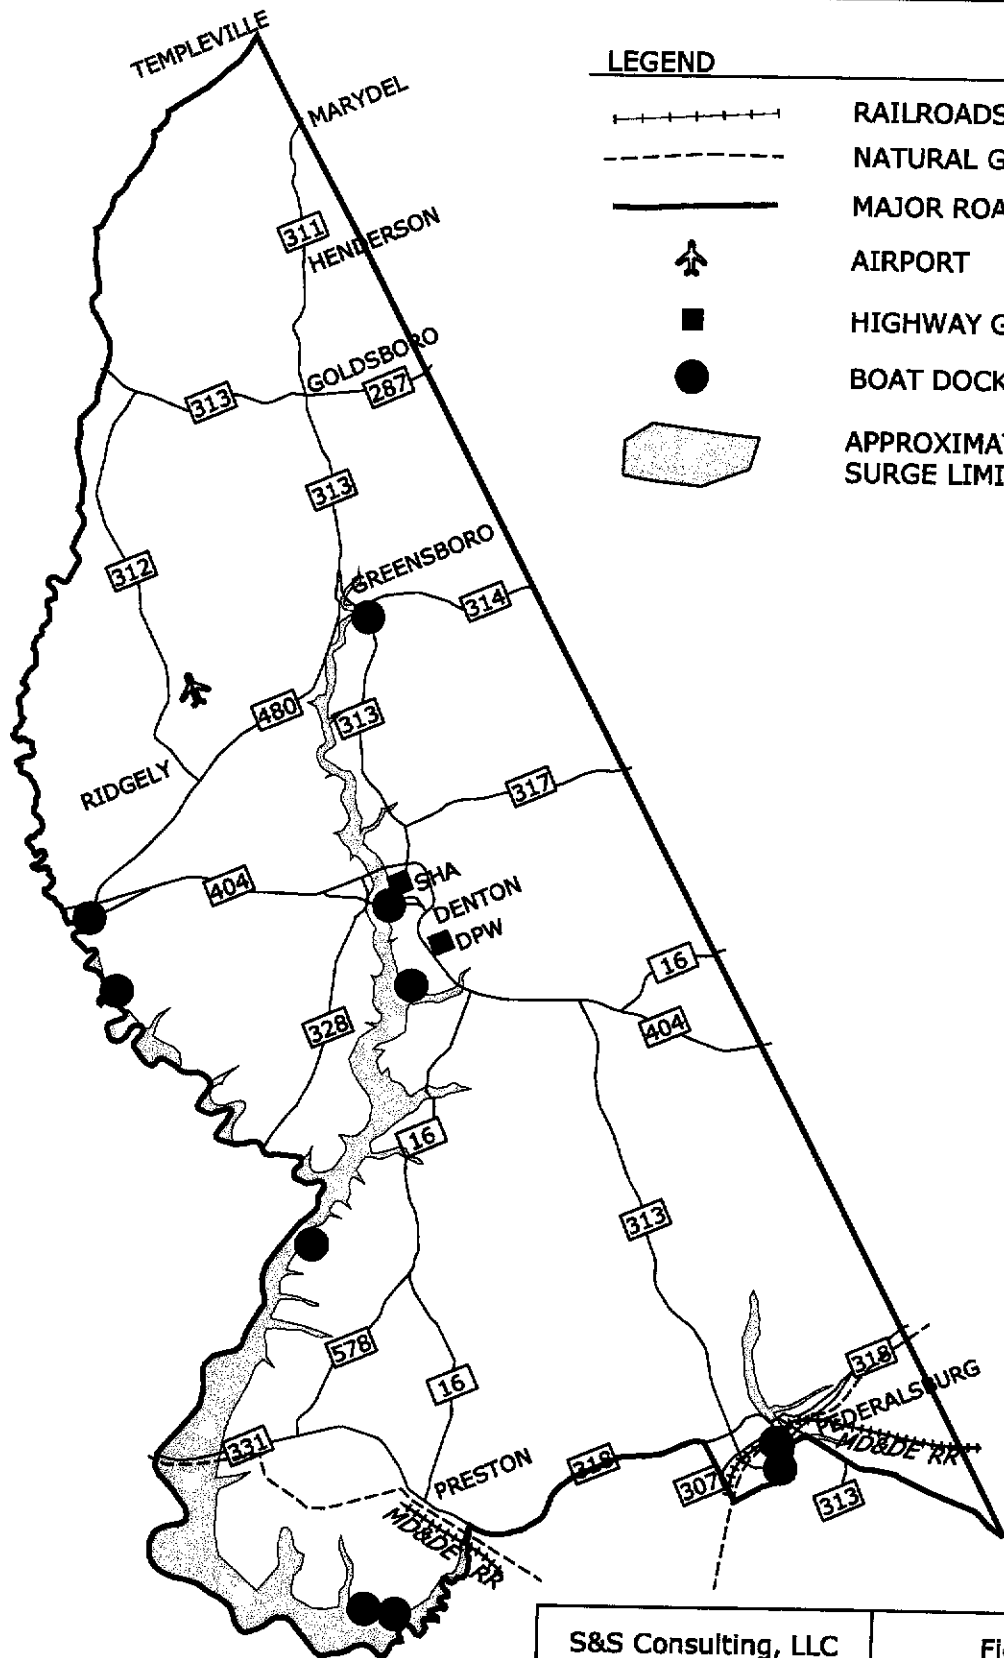 TEMPLEVILLE
LEGEND
MARYDEL
RAILROADS
NATURAL G
MAJOR ROA
311
HENDERSON
AIRPORT
HIGHWAY G
GOLDSBORO
BOAT DOCK
313
287
APPROXIMAT
SURGE LIMI
313
GREENSBORO
312
314
480
313
RIDGELY
317
404
SHA
DENTON
DPW
16
328
404
16
313
578
318
16
FEDERALSBURG
331
MD&DE RR
PRESTON
318
307
313
MD&DE RR
S&S Consulting, LLC
Fi